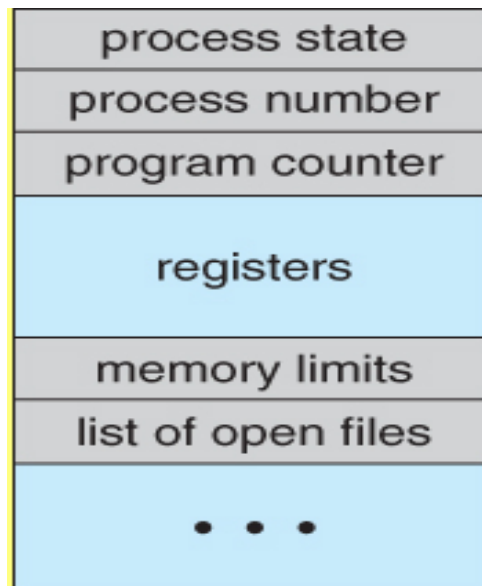 process state
process number
program counter
registers
memory limits
list of open files
• • •